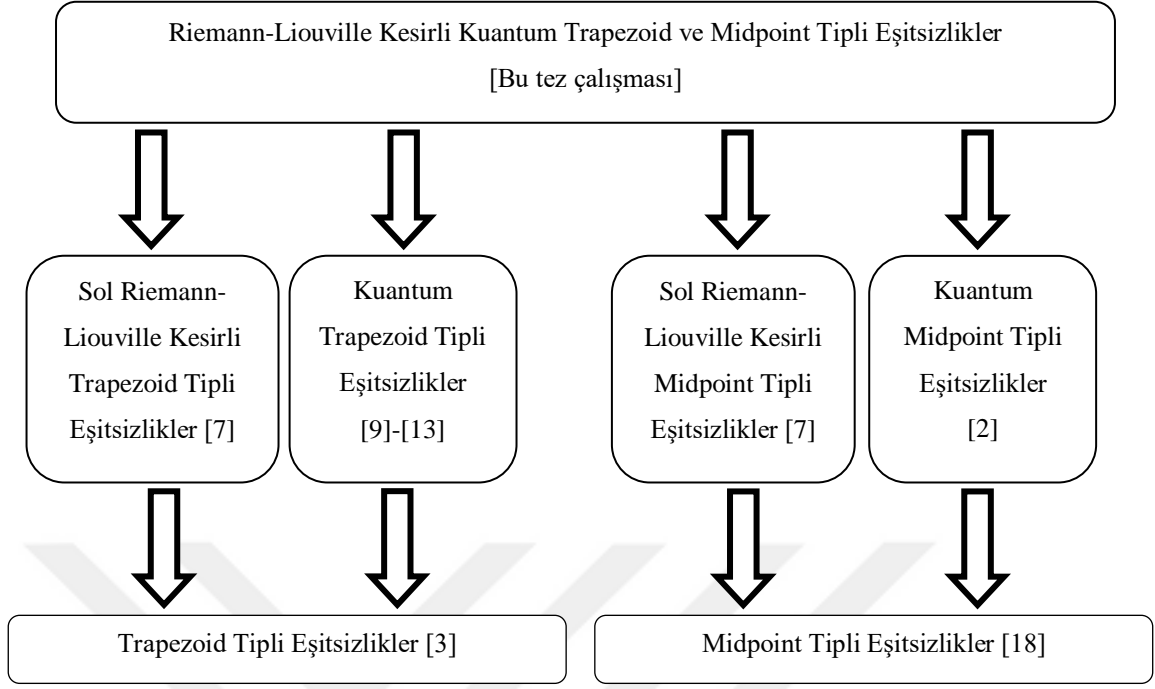 Riemann-Liouville Kesirli Kuantum Trapezoid ve Midpoint Tipli Eşitsizlikler
[Bu tez çalışması]
Sol Riemann-
Liouville Kesirli
Trapezoid Tipli
Eşitsizlikler [7]
Kuantum
Trapezoid Tipli
Eşitsizlikler
[9]-[13]
Sol Riemann-
Liouville Kesirli
Midpoint Tipli
Eşitsizlikler [7]
Kuantum
Midpoint Tipli
Eşitsizlikler
[2]
Trapezoid Tipli Eşitsizlikler [3]
Midpoint Tipli Eşitsizlikler [18]